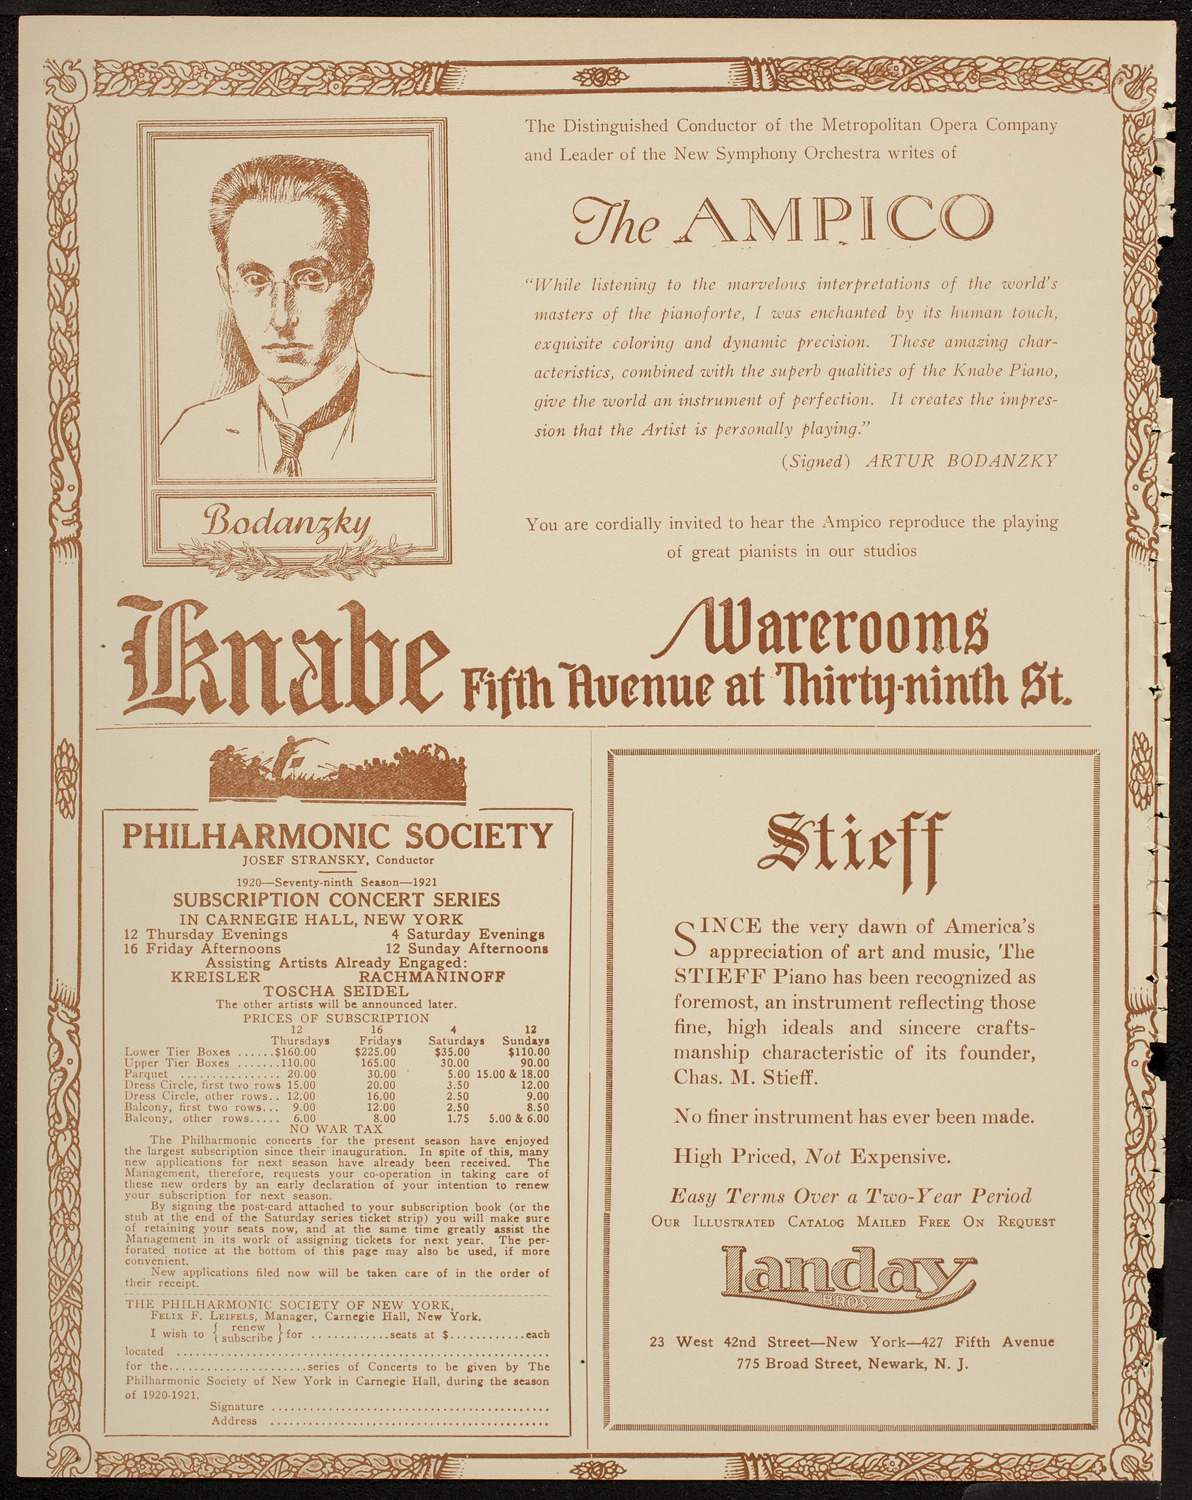 The Distinguished Conductor of the Metropolitan Opera Company
and Leader of the New Symphony Orchestra writes of
The AMPICO
"While listening to the marvelous interpretations of the world's
masters of the pianoforte, I was enchanted by its human touch,
exquisite coloring and dynamic precision. These amazing char-
acteristics, combined with the superb qualities of the Knabe Piano,
give the world an instrument of perfection. It creates the impres-
sion that the Artist is personally playing."
(Signed) ARTUR BODANZKY
Bodanzky
You are cordially invited to hear the Ampico reproduce the playing
of great pianists in our studios
Knabe
Warerooms
Fifth Avenue at Thirty-ninth St.
PHILHARMONIC SOCIETY
JOSEF STRANSKY, Conductor
1920—Seventy-ninth Season—1921
SUBSCRIPTION CONCERT SERIES
IN CARNEGIE HALL, NEW YORK
12 Thursday Evenings 4 Saturday Evenings
16 Friday Afternoons 12 Sunday Afternoons
Assisting Artists Already Engaged:
KREISLER RACHMANINOFF
TOSCHA SEIDEL
The other artists will be announced later.
PRICES OF SUBSCRIPTION
12 16 4 12
Thursdays Fridays Saturdays Sundays
Lower Tier Boxes ......$160.00 $225.00 $35.00 $110.00
Upper Tier Boxes .......110.00 165.00 30.00 90.00
Parquet ................. 20.00 30.00 5.00 15.00 & 18.00
Dress Circle, first two rows 15.00 20.00 3.50 12.00
Dress Circle, other rows.. 12.00 16.00 2.50 9.00
Balcony, first two rows... 9.00 12.00 2.50 8.50
Balcony, other rows..... 6.00 8.00 1.75 5.00 & 6.00
NO WAR TAX
The Philharmonic concerts for the present season have enjoyed
the largest subscription since their inauguration. In spite of this, many
new applications for next season have already been received. The
Management, therefore, requests your co-operation in taking care of
these new orders by an early declaration of your intention to renew
your subscription for next season.
By signing the post-card attached to your subscription book (or the
stub at the end of the Saturday series ticket strip) you will make sure
of retaining your seats now, and at the same time greatly assist the
Management in its work of assigning tickets for next year. The per-
forated notice at the bottom of this page may also be used, if more
convenient.
New applications filed now will be taken care of in the order of
their receipt.
THE PHILHARMONIC SOCIETY OF NEW YORK,
FELIX F. LEIFELS, Manager, Carnegie Hall, New York.
I wish to { renew subscribe } for ............seats at $............each
located ....................................................
for the......................series of Concerts to be given by The
Philharmonic Society of New York in Carnegie Hall, during the season
of 1920-1921.
Signature ........................................
Address ........................................
Stieff
SINCE the very dawn of America's
appreciation of art and music, The
STIEFF Piano has been recognized as
foremost, an instrument reflecting those
fine, high ideals and sincere crafts-
manship characteristic of its founder,
Chas. M. Stieff.
No finer instrument has ever been made.
High Priced, Not Expensive.
Easy Terms Over a Two-Year Period
OUR ILLUSTRATED CATALOG MAILED FREE ON REQUEST
Landay
BROS.
23 West 42nd Street—New York—427 Fifth Avenue
775 Broad Street, Newark, N. J.